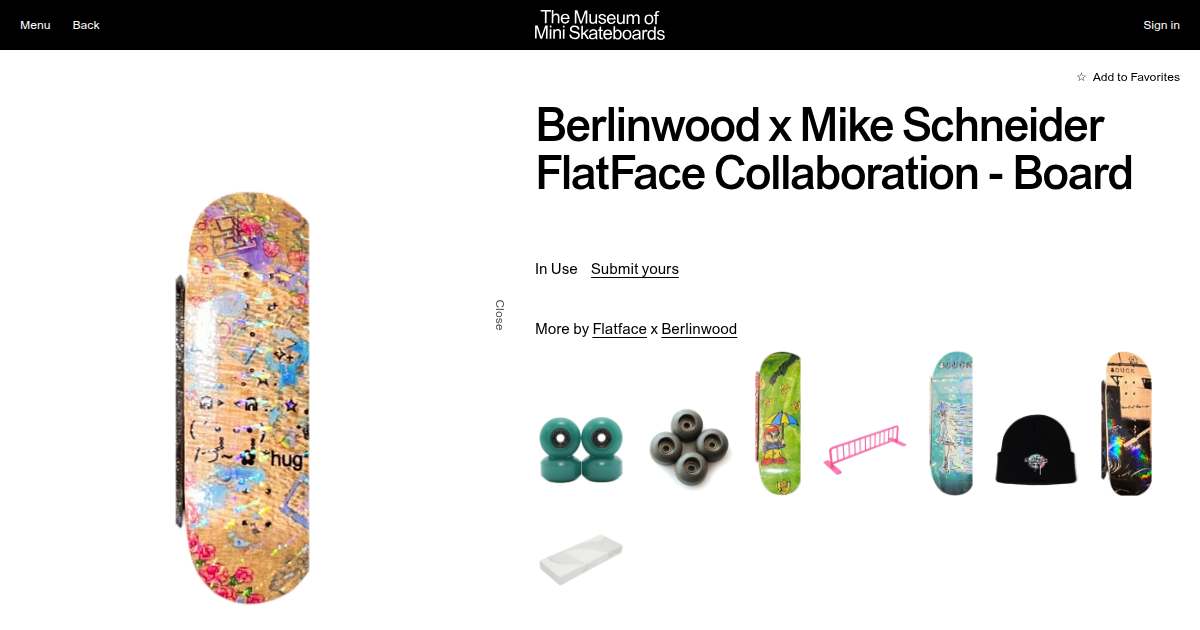 Menu
Back
The Museum of
Mini Skateboards
Sign in
☆ Add to Favorites
Berlinwood x Mike Schneider
FlatFace Collaboration - Board
In Use
Submit yours
Close
More by Flatface x Berlinwood
hug